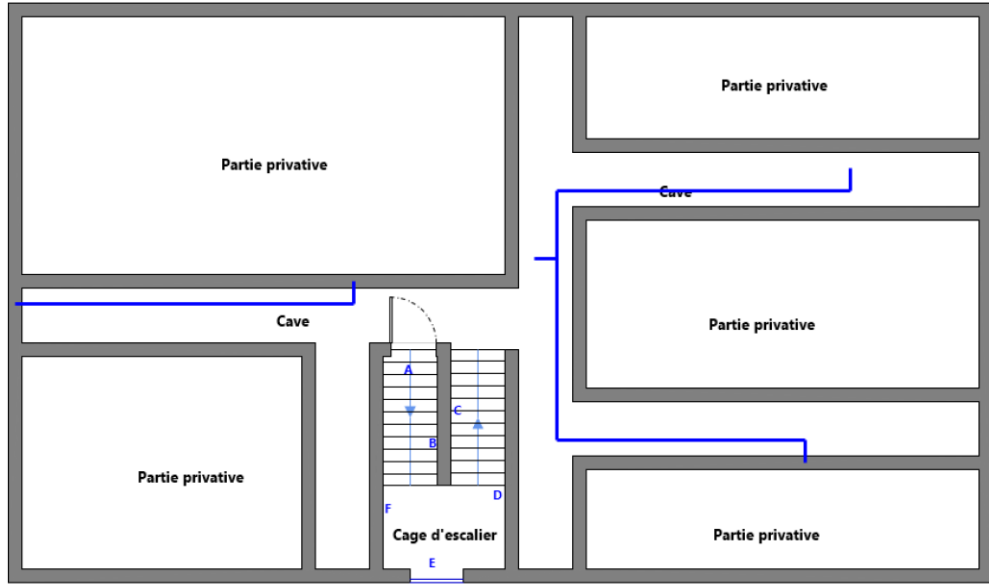 Partie privative
Partie privative
Cave
Cave
Partie privative
A
C
B
Partie privative
D
F
Cage d'escalier
Partie privative
E